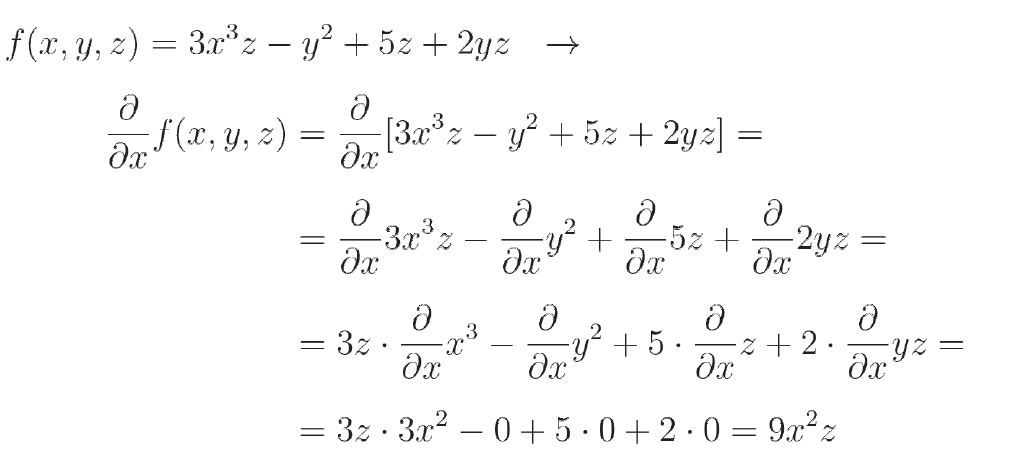 f(x, y, z) = 3x³z − y² + 5z + 2yz →
∂/∂x f(x, y, z) = ∂/∂x [3x³z − y² + 5z + 2yz] =
= ∂/∂x 3x³z − ∂/∂x y² + ∂/∂x 5z + ∂/∂x 2yz =
= 3z · ∂/∂x x³ − ∂/∂x y² + 5 · ∂/∂x z + 2 · ∂/∂x yz =
= 3z · 3x² − 0 + 5 · 0 + 2 · 0 = 9x²z